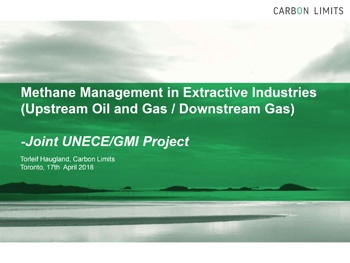 CARBON LIMITS
Methane Management in Extractive Industries
(Upstream Oil and Gas / Downstream Gas)
-Joint UNECE/GMI Project
Torleif Haugland, Carbon Limits
Toronto, 17th April 2018